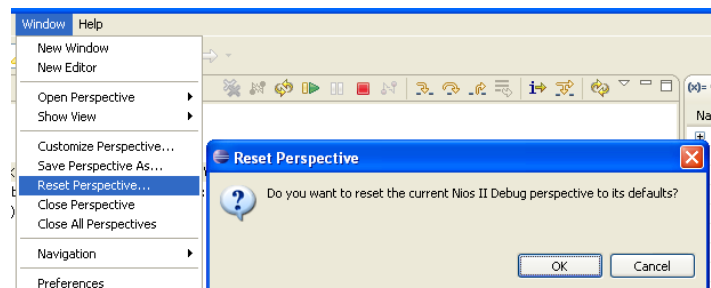 Window Help
New Window
New Editor
Open Perspective
Show View
(x)=
Na
Customize Perspective...
Save Perspective As...
Reset Perspective...
Close Perspective
Close All Perspectives
Navigation
Preferences
Reset Perspective
Do you want to reset the current Nios II Debug perspective to its defaults?
OK Cancel